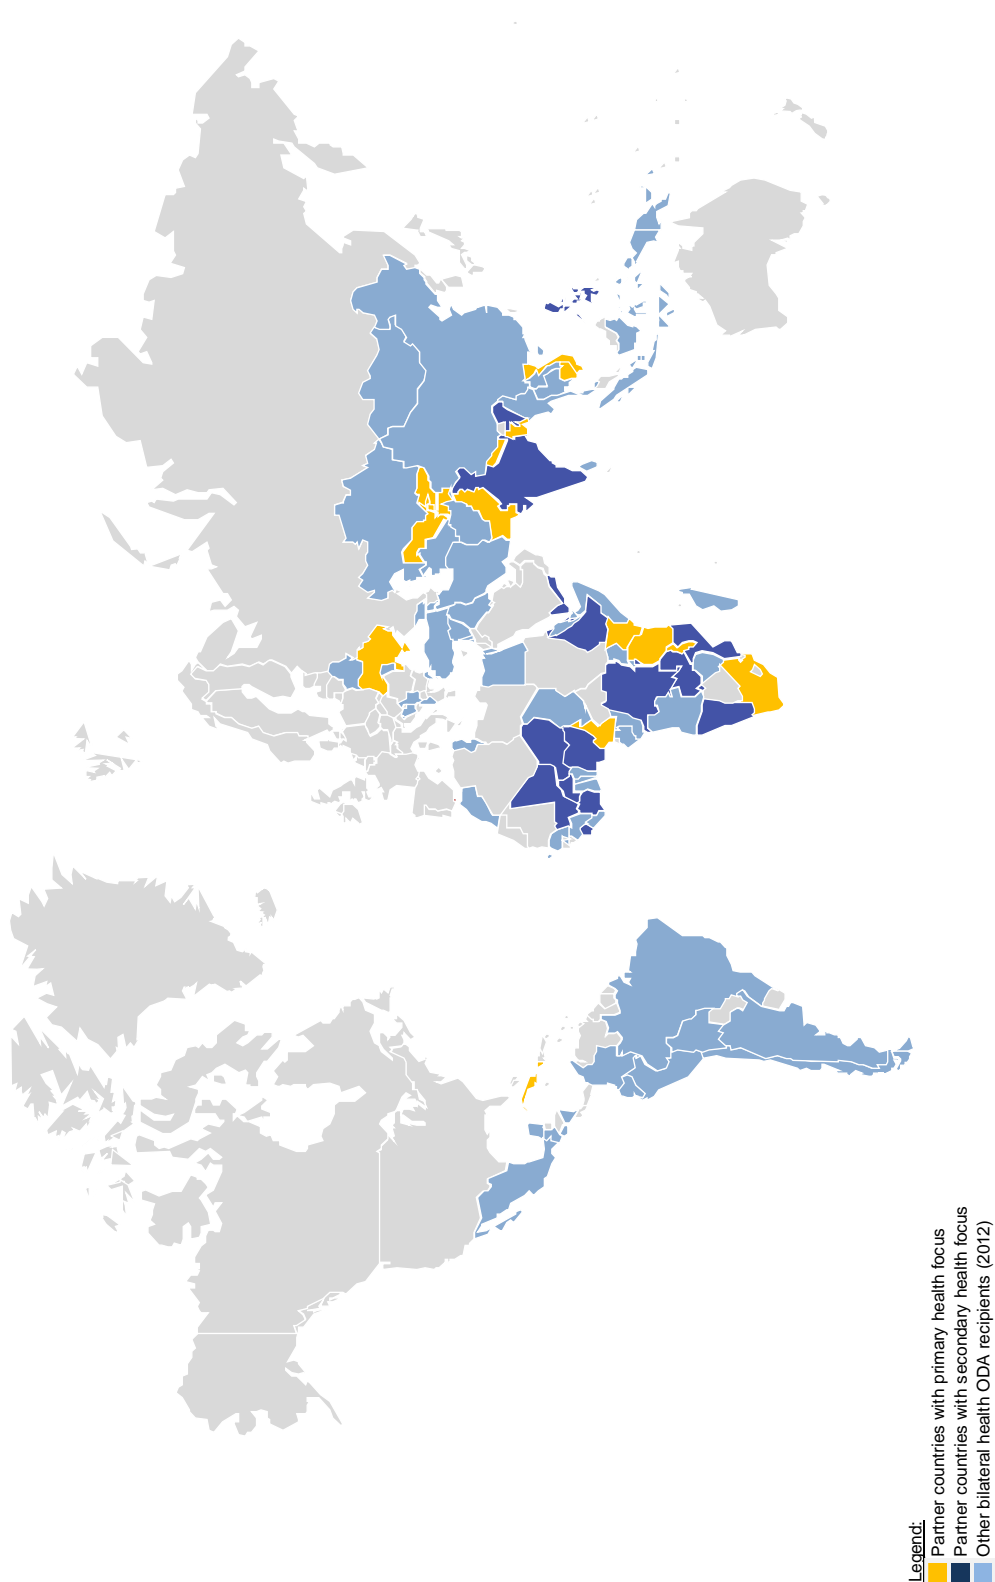 Legend:
Partner countries with primary health focus
Partner countries with secondary health focus
Other bilateral health ODA recipients (2012)